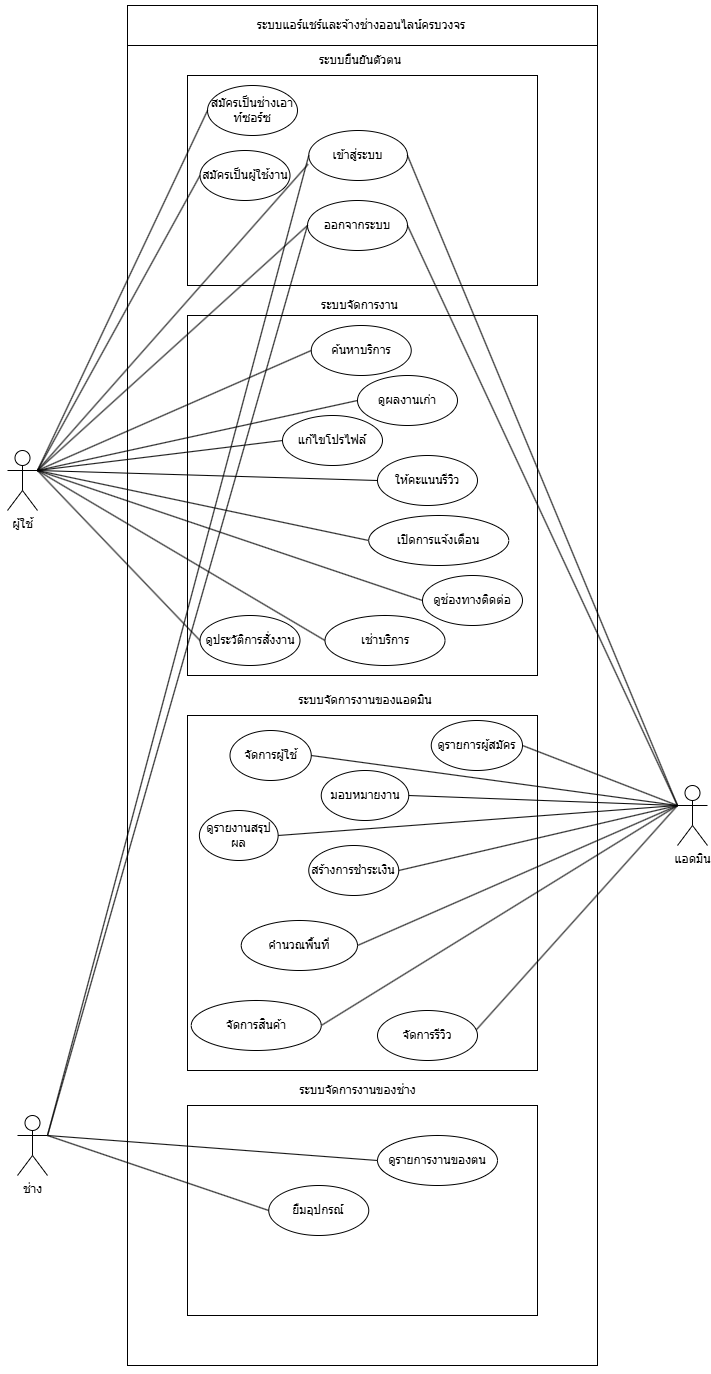 ระบบแอร์แชร์และจ้างช่างออนไลน์ครบวงจร
ระบบยืนยันตัวตน
สมัครเป็นช่างเอา
ท์ซอร์ซ
เข้าสู่ระบบ
สมัครเป็นผู้ใช้งาน
ออกจากระบบ
ระบบจัดการงาน
ค้นหาบริการ
ดูผลงานเก่า
แก้ไขโปรไฟล์
ให้คะแนนรีวิว
ผู้ใช้
เปิดการแจ้งเตือน
ดูช่องทางติดต่อ
ดูประวัติการสั่งงาน
เช่าบริการ
ระบบจัดการงานของแอดมิน
ดูรายการผู้สมัคร
จัดการผู้ใช้
มอบหมายงาน
ดูรายงานสรุป
ผล
แอดมิน
สร้างการชำระเงิน
คำนวณพื้นที่
จัดการสินค้า
จัดการรีวิว
ระบบจัดการงานของช่าง
ดูรายการงานของตน
ช่าง
ยืมอุปกรณ์